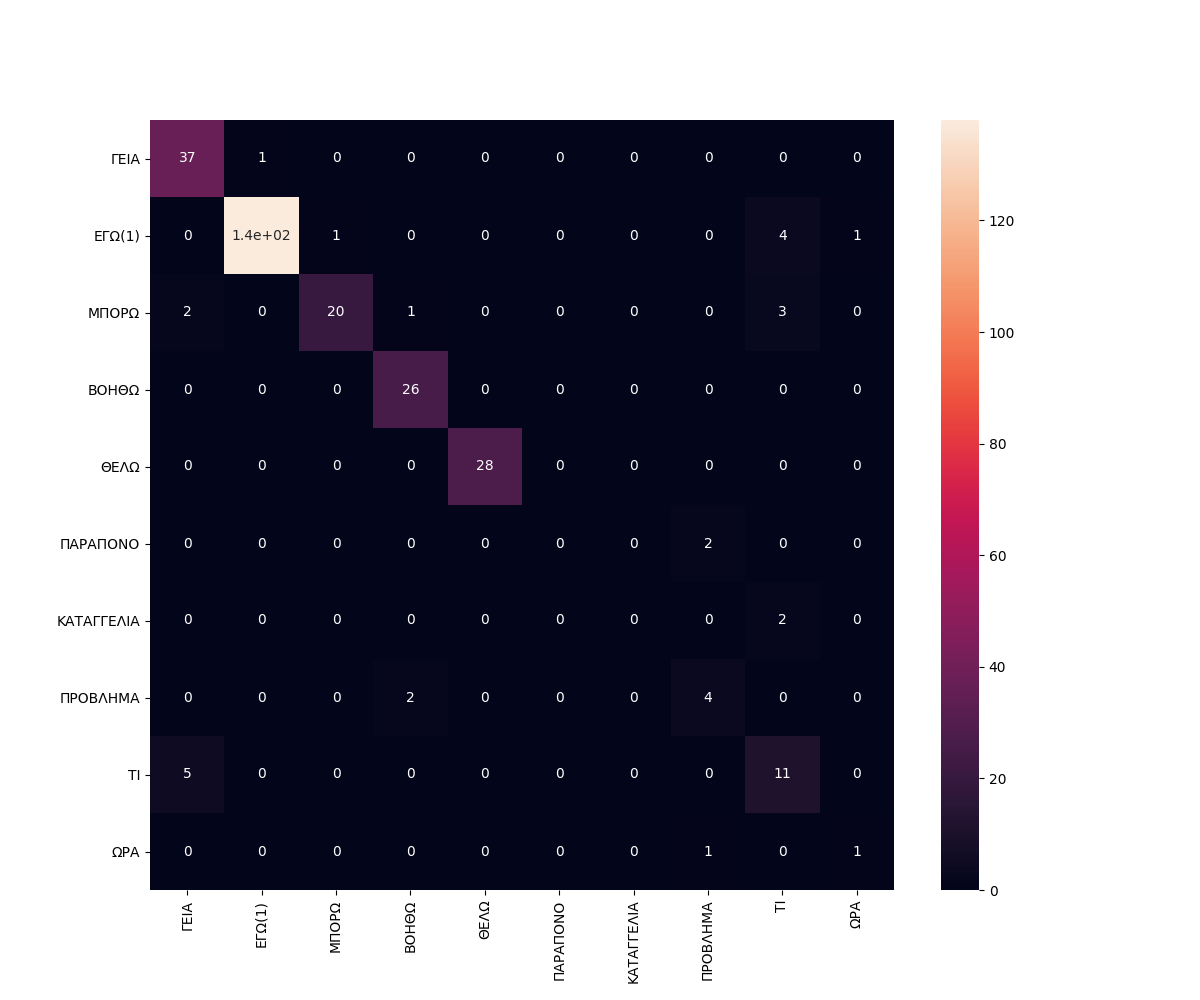 ΓΕΙΑ 37 1 0 0 0 0 0 0 0 0
ΕΓΩ(1) 0 1.4e+02 1 0 0 0 0 0 4 1
ΜΠΟΡΩ 2 0 20 1 0 0 0 0 3 0
ΒΟΗΘΩ 0 0 0 26 0 0 0 0 0 0
ΘΕΛΩ 0 0 0 0 28 0 0 0 0 0
ΠΑΡΑΠΟΝΟ 0 0 0 0 0 0 0 2 0 0
ΚΑΤΑΓΓΕΛΙΑ 0 0 0 0 0 0 0 0 2 0
ΠΡΟΒΛΗΜΑ 0 0 0 2 0 0 0 4 0 0
ΤΙ 5 0 0 0 0 0 0 0 11 0
ΩΡΑ 0 0 0 0 0 0 0 1 0 1
ΓΕΙΑ
ΕΓΩ(1)
ΜΠΟΡΩ
ΒΟΗΘΩ
ΘΕΛΩ
ΠΑΡΑΠΟΝΟ
ΚΑΤΑΓΓΕΛΙΑ
ΠΡΟΒΛΗΜΑ
ΤΙ
ΩΡΑ
120
100
80
60
40
20
0